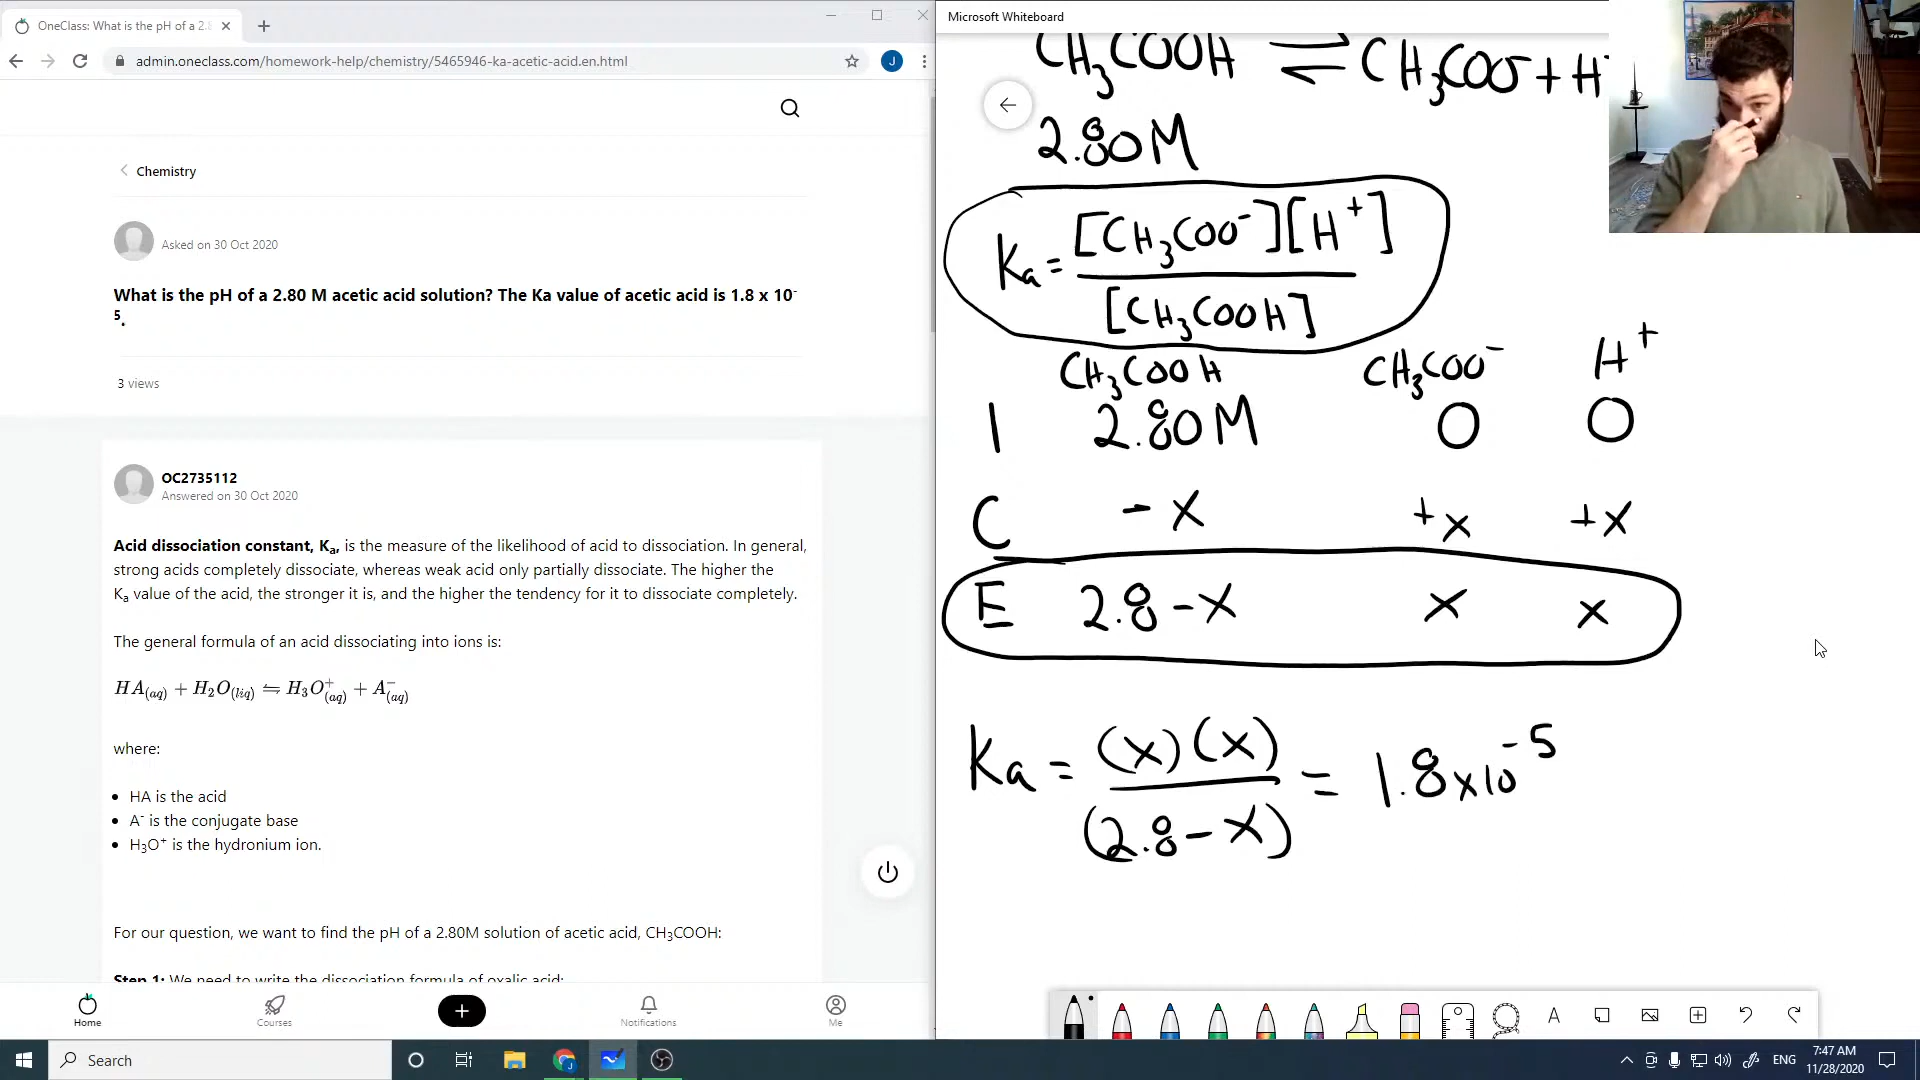 OneClass: What is the pH of a 2.8
admin.oneclass.com/homework-help/chemistry/5465946-ka-acetic-acid.en.html
J
Chemistry
Asked on 30 Oct 2020
What is the pH of a 2.80 M acetic acid solution? The Ka value of acetic acid is 1.8 x 10⁻
⁵.
3 views
OC2735112
Answered on 30 Oct 2020
Acid dissociation constant, Kₐ, is the measure of the likelihood of acid to dissociation. In general,
strong acids completely dissociate, whereas weak acid only partially dissociate. The higher the
Kₐ value of the acid, the stronger it is, and the higher the tendency for it to dissociate completely.
The general formula of an acid dissociating into ions is:
HA(aq) + H₂O(liq) ⇋ H₃O⁺(aq) + A⁻(aq)
where:
• HA is the acid
• A⁻ is the conjugate base
• H₃O⁺ is the hydronium ion.
For our question, we want to find the pH of a 2.80M solution of acetic acid, CH₃COOH:
Step 1: We need to write the dissociation formula of oxalic acid:
Home
Courses
Notifications
Me
Microsoft Whiteboard
CH₃COOH ⇌ CH₃COO⁻ + H
2.80 M
Ka = [CH₃COO⁻][H⁺]
[CH₃COOH]
CH₃COOH CH₃COO⁻ H⁺
I 2.80 M 0 0
C - x +x +x
E 2.8 - x x x
Ka = (x)(x) = 1.8 x 10⁻⁵
(2.8 - x)
A
Search
ENG
7:47 AM
11/28/2020